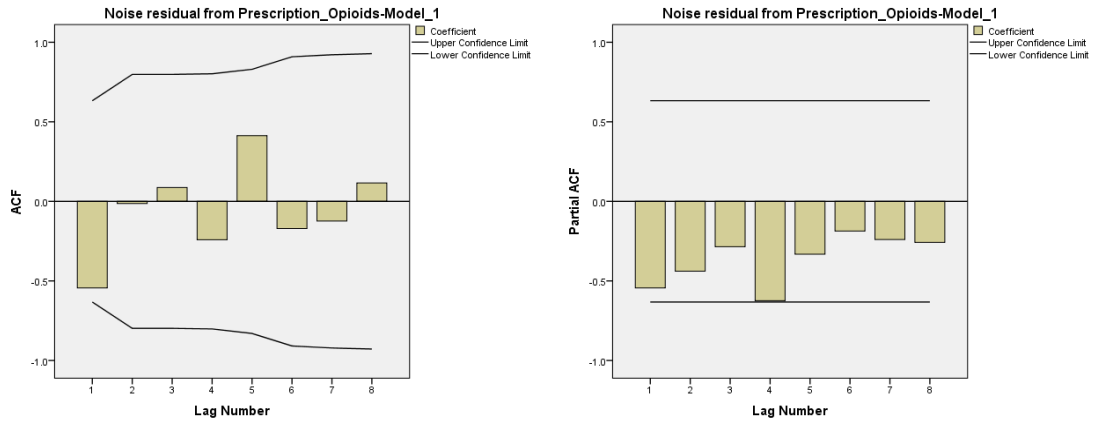 Noise residual from Prescription_Opioids-Model_1
Coefficient
Upper Confidence Limit
Lower Confidence Limit
1.0
0.5
0.0
-0.5
-1.0
ACF
1 2 3 4 5 6 7 8
Lag Number
Noise residual from Prescription_Opioids-Model_1
Coefficient
Upper Confidence Limit
Lower Confidence Limit
1.0
0.5
0.0
-0.5
-1.0
Partial ACF
1 2 3 4 5 6 7 8
Lag Number